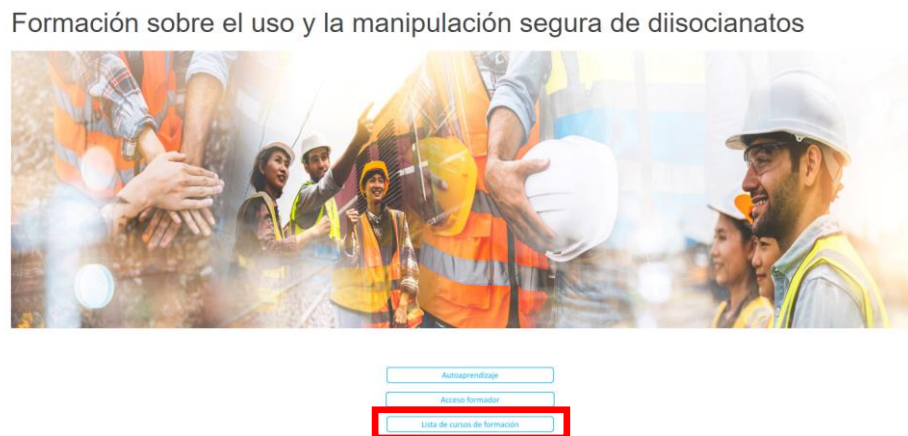 Formación sobre el uso y la manipulación segura de diisocianatos
Autoaprendizaje
Acceso formador
Lista de cursos de formación